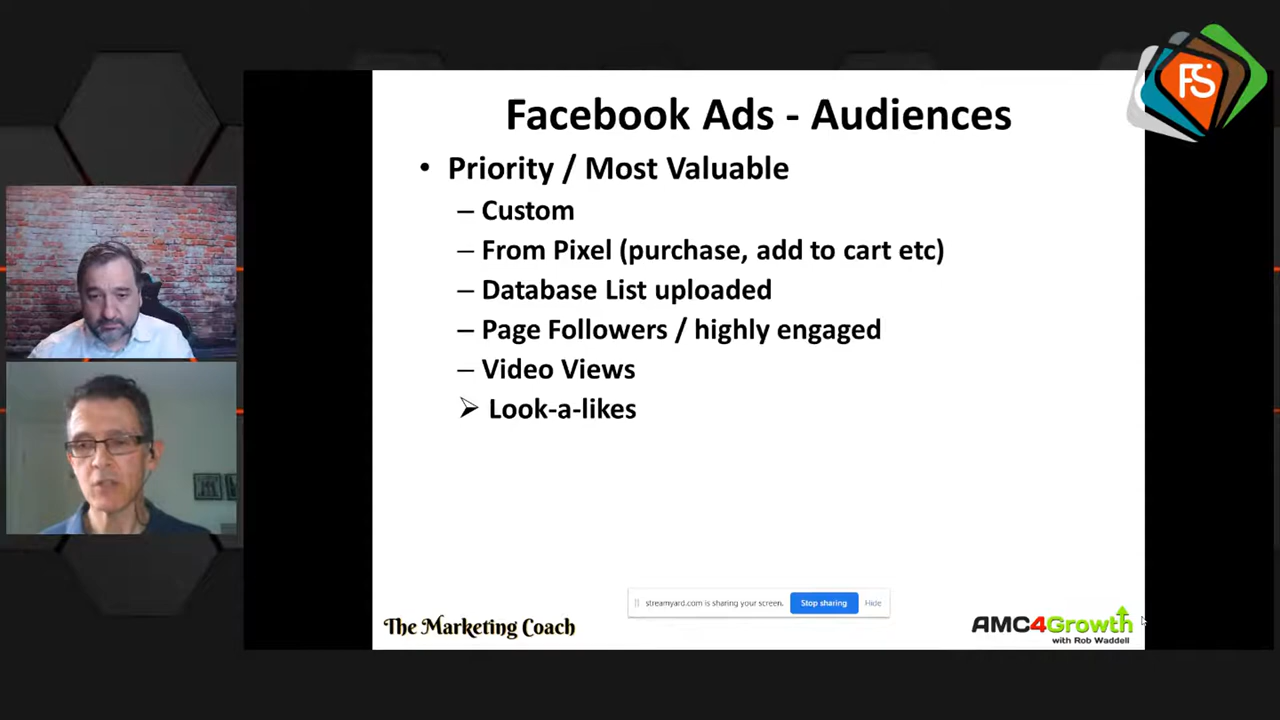 FS
Facebook Ads - Audiences
• Priority / Most Valuable
– Custom
– From Pixel (purchase, add to cart etc)
– Database List uploaded
– Page Followers / highly engaged
– Video Views
➢ Look-a-likes
streamyard.com is sharing your screen. Stop sharing Hide
The Marketing Coach
AMC4Growth
with Rob Waddell